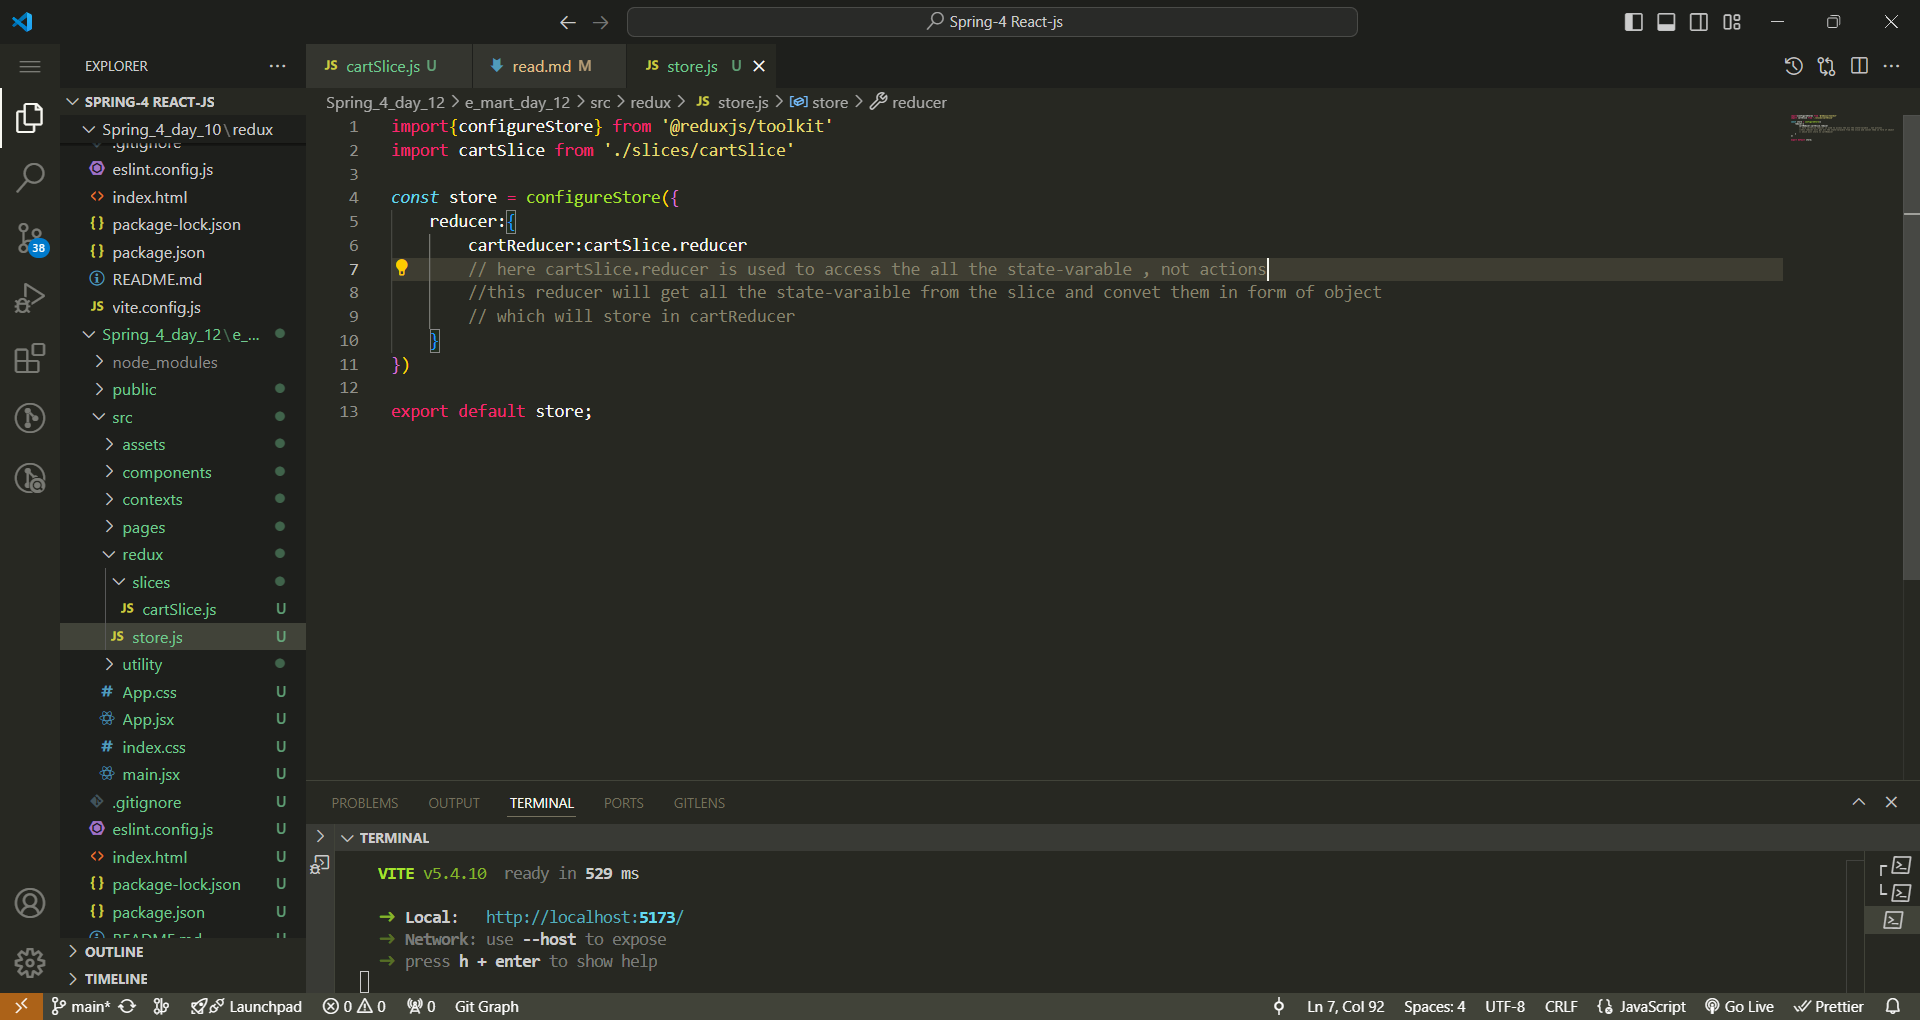 Spring-4 React-js
EXPLORER
SPRING-4 REACT-JS
Spring_4_day_10\redux
.gitignore
eslint.config.js
index.html
package-lock.json
package.json
README.md
vite.config.js
Spring_4_day_12\e_...
node_modules
public
src
assets
components
contexts
pages
redux
slices
cartSlice.js U
store.js U
utility
App.css U
App.jsx U
index.css U
main.jsx U
.gitignore U
eslint.config.js U
index.html U
package-lock.json U
package.json U
README.md U
OUTLINE
TIMELINE
38
JS cartSlice.js U
read.md M
JS store.js U
Spring_4_day_12 > e_mart_day_12 > src > redux > JS store.js > store > reducer
1 import{configureStore} from '@reduxjs/toolkit'
2 import cartSlice from './slices/cartSlice'
3
4 const store = configureStore({
5 reducer:{
6 cartReducer:cartSlice.reducer
7 // here cartSlice.reducer is used to access the all the state-varable , not actions
8 //this reducer will get all the state-varaible from the slice and convet them in form of object
9 // which will store in cartReducer
10 }
11 })
12
13 export default store;
PROBLEMS OUTPUT TERMINAL PORTS GITLENS
TERMINAL
VITE v5.4.10 ready in 529 ms
➜ Local: http://localhost:5173/
➜ Network: use --host to expose
➜ press h + enter to show help
main* Launchpad 0 0 0 Git Graph Ln 7, Col 92 Spaces: 4 UTF-8 CRLF {} JavaScript Go Live Prettier